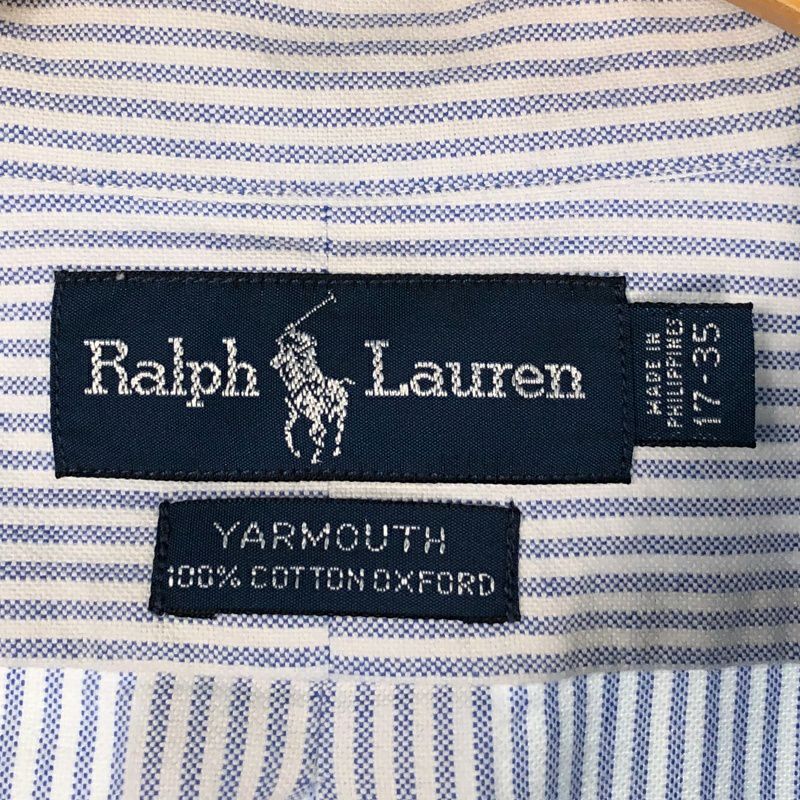 Ralph Lauren
MADE IN
PHILIPPINES
17-35
YARMOUTH
100% COTTON OXFORD